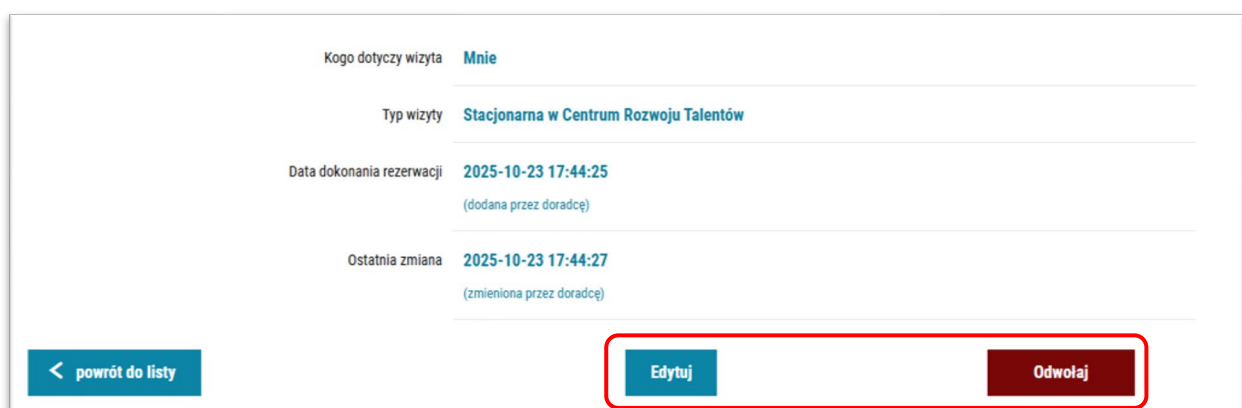 Kogo dotyczy wizyta Mnie
Typ wizyty Stacjonarna w Centrum Rozwoju Talentów
Data dokonania rezerwacji 2025-10-23 17:44:25
(dodana przez doradcę)
Ostatnia zmiana 2025-10-23 17:44:27
(zmieniona przez doradcę)
< powrót do listy Edytuj Odwołaj